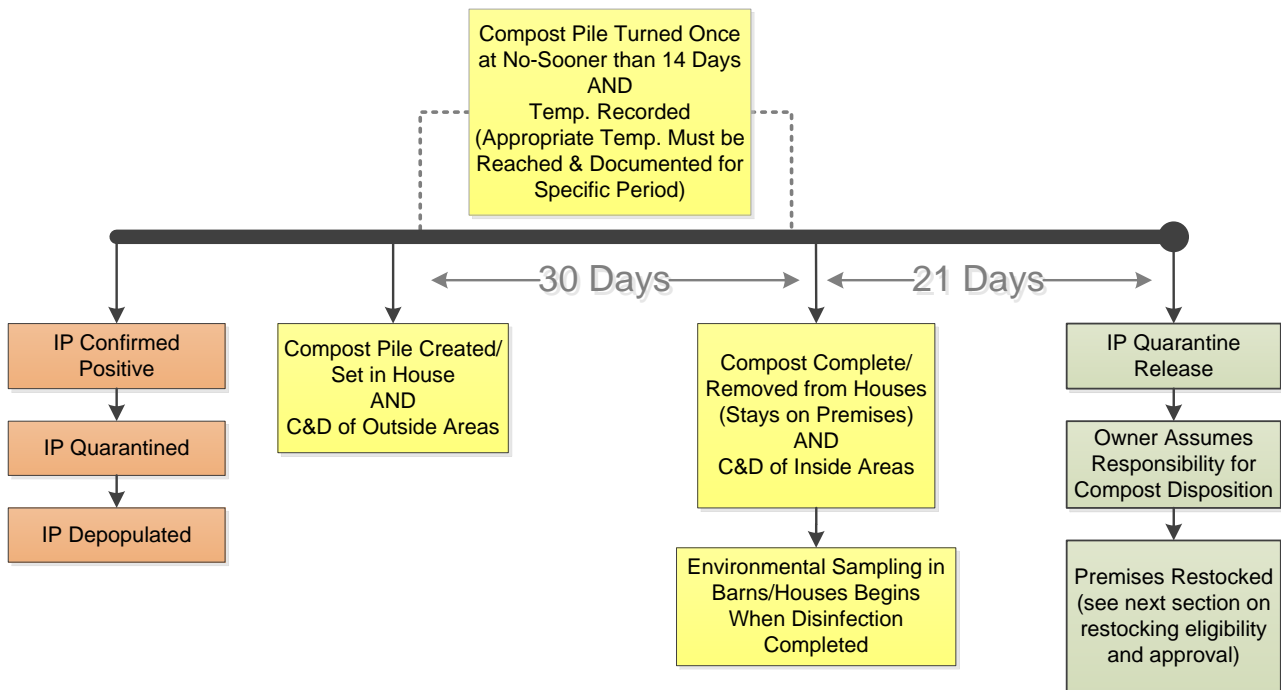 Compost Pile Turned Once
at No-Sooner than 14 Days
AND
Temp. Recorded
(Appropriate Temp. Must be
Reached & Documented for
Specific Period)
30 Days
21 Days
IP Confirmed
Positive
IP Quarantined
IP Depopulated
Compost Pile Created/
Set in House
AND
C&D of Outside Areas
Compost Complete/
Removed from Houses
(Stays on Premises)
AND
C&D of Inside Areas
Environmental Sampling in
Barns/Houses Begins
When Disinfection
Completed
IP Quarantine
Release
Owner Assumes
Responsibility for
Compost Disposition
Premises Restocked
(see next section on
restocking eligibility
and approval)